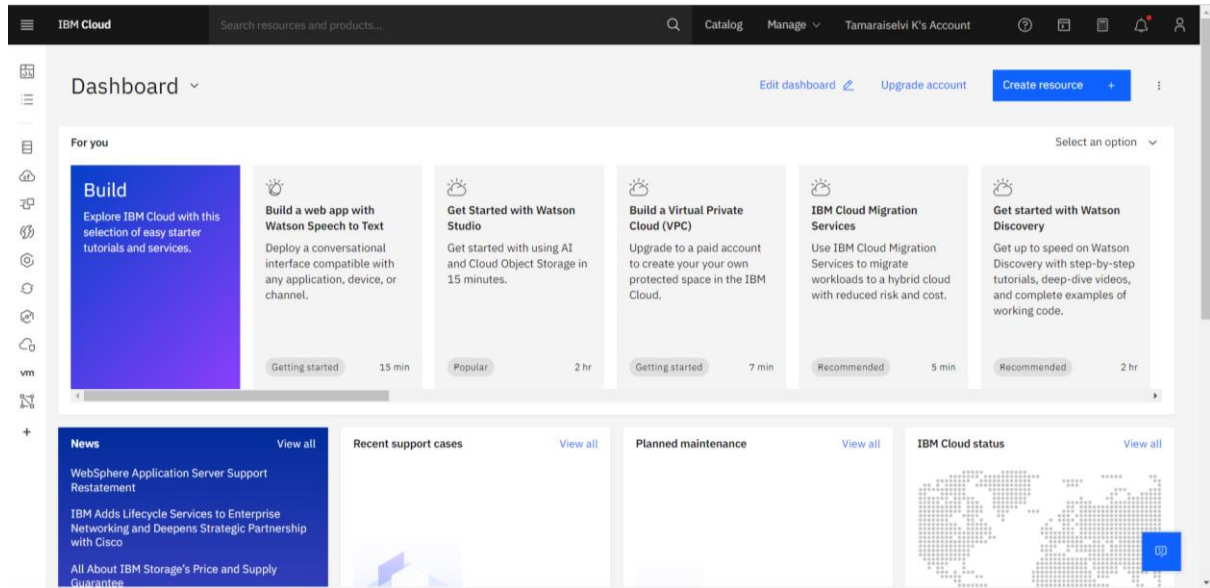 IBM Cloud
Search resources and products...
Catalog
Manage
Tamaraiselvi K's Account
Dashboard
Edit dashboard
Upgrade account
Create resource +
For you
Select an option
Build
Explore IBM Cloud with this
selection of easy starter
tutorials and services.
Build a web app with
Watson Speech to Text
Deploy a conversational
interface compatible with
any application, device, or
channel.
Getting started
15 min
Get Started with Watson
Studio
Get started with using AI
and Cloud Object Storage in
15 minutes.
Popular
2 hr
Build a Virtual Private
Cloud (VPC)
Upgrade to a paid account
to create your your own
protected space in the IBM
Cloud.
Getting started
7 min
IBM Cloud Migration
Services
Use IBM Cloud Migration
Services to migrate
workloads to a hybrid cloud
with reduced risk and cost.
Recommended
5 min
Get started with Watson
Discovery
Get up to speed on Watson
Discovery with step-by-step
tutorials, deep-dive videos,
and complete examples of
working code.
Recommended
2 hr
vm
News
View all
WebSphere Application Server Support
Restatement
IBM Adds Lifecycle Services to Enterprise
Networking and Deepens Strategic Partnership
with Cisco
All About IBM Storage's Price and Supply
Guarantee
Recent support cases
View all
Planned maintenance
View all
IBM Cloud status
View all